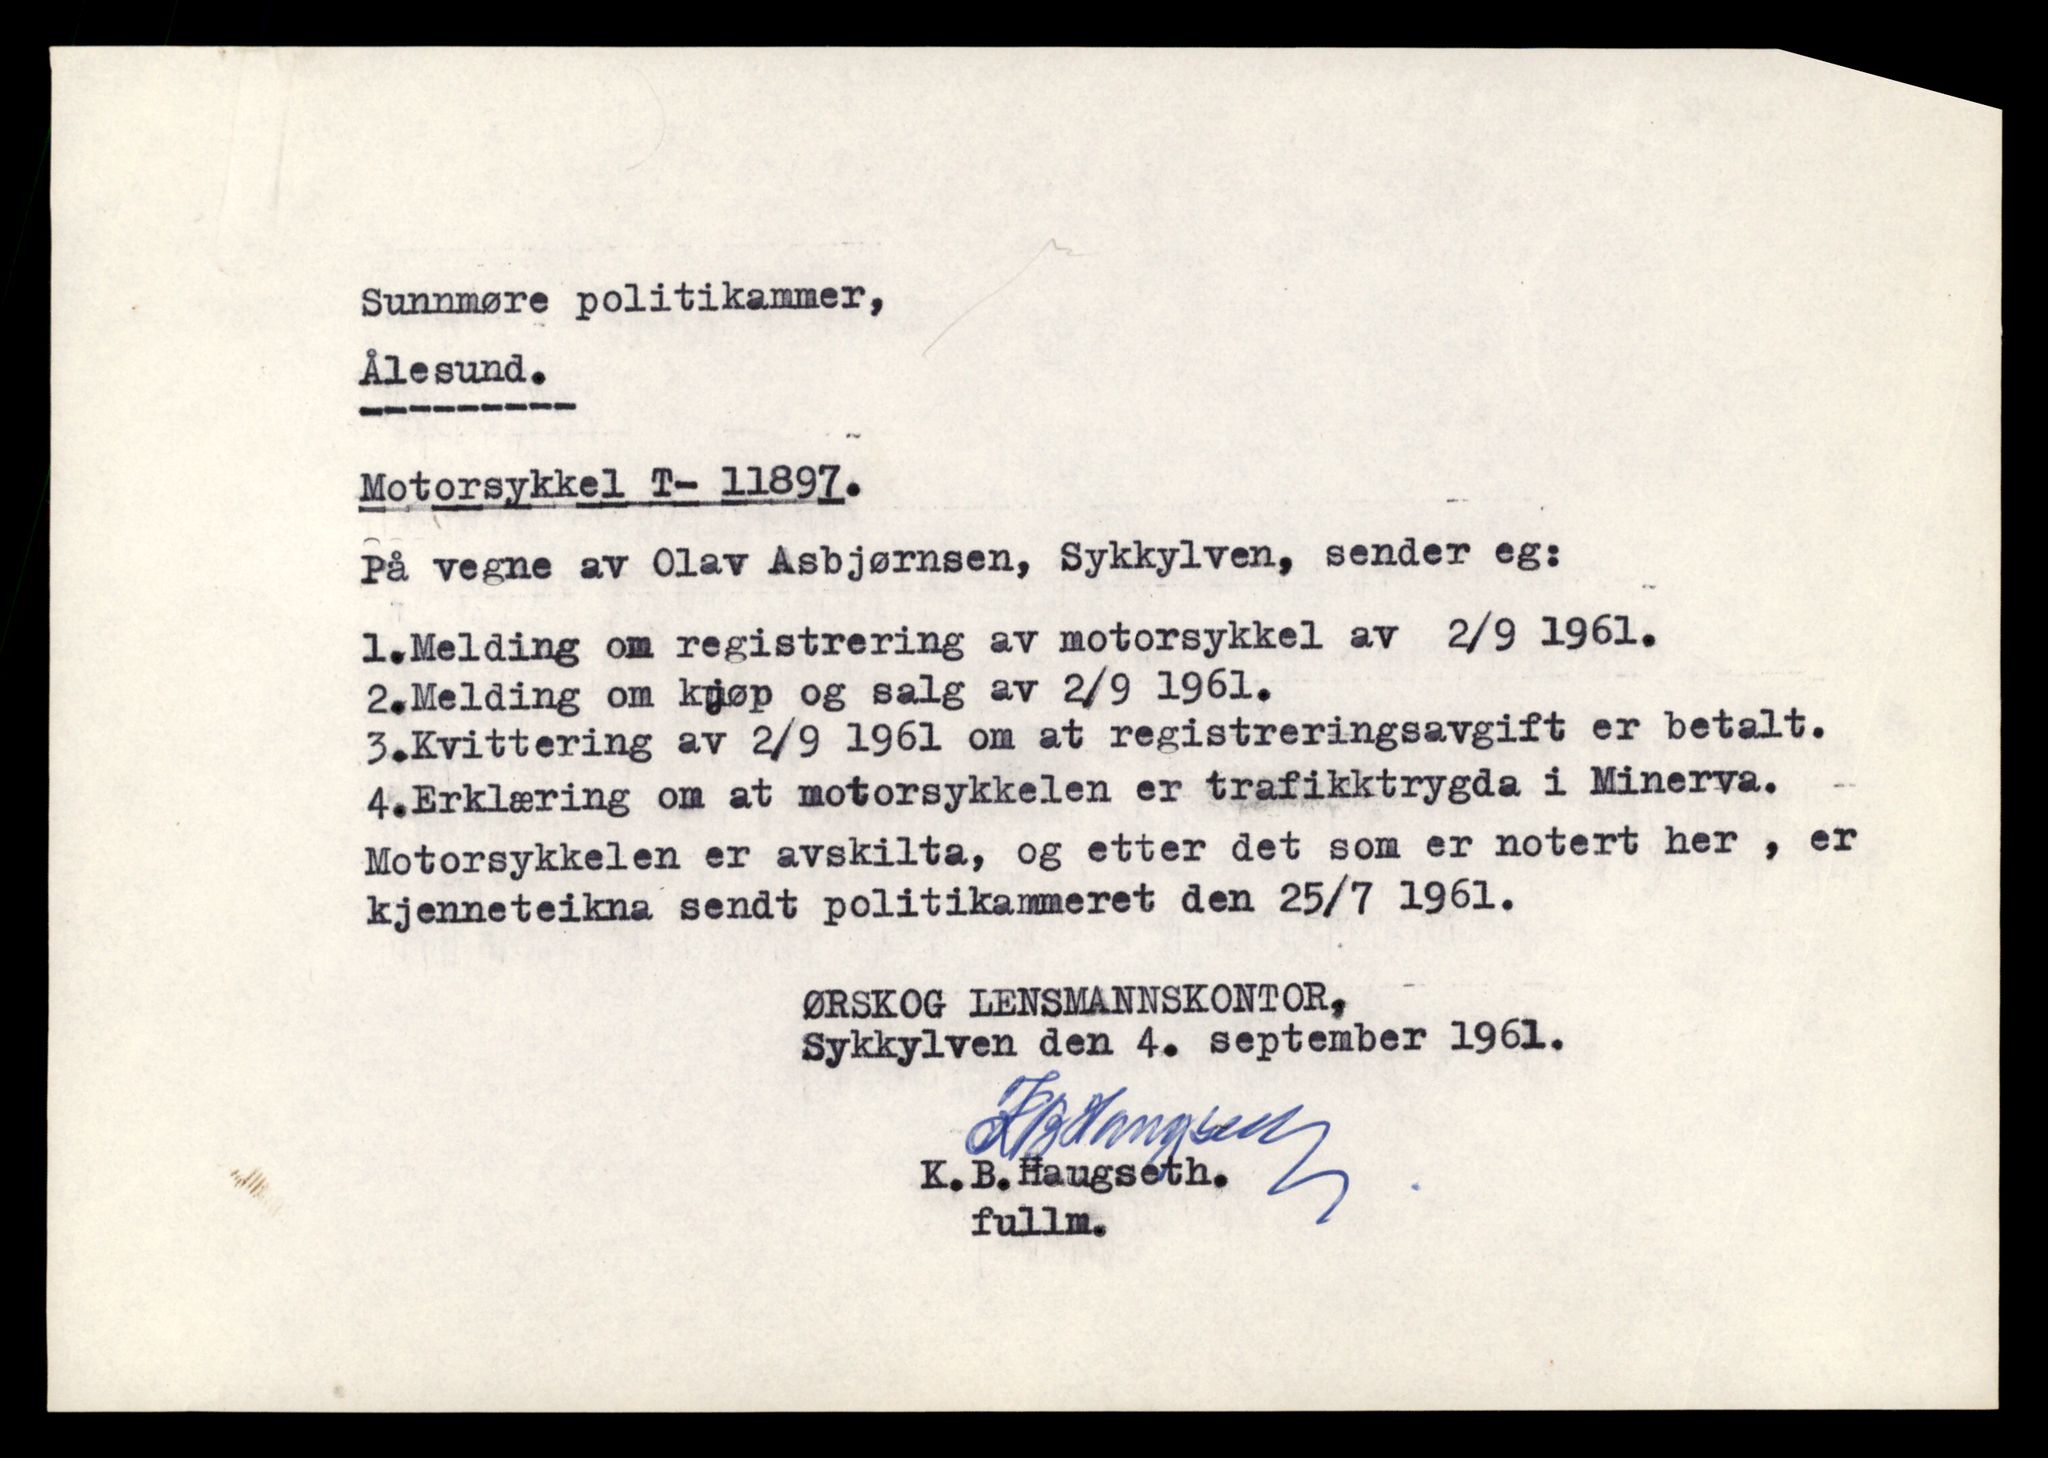 Sunnmøre politikammer,
Ålesund.
---------
Motorsykkel T- 11897.
På vegne av Olav Asbjørnsen, Sykkylven, sender eg:
1.Melding om registrering av motorsykkel av 2/9 1961.
2.Melding om kjøp og salg av 2/9 1961.
3.Kvittering av 2/9 1961 om at registreringsavgift er betalt.
4.Erklæring om at motorsykkelen er trafikktrygda i Minerva.
Motorsykkelen er avskilta, og etter det som er notert her , er
kjenneteikna sendt politikammeret den 25/7 1961.
ØRSKOG LENSMANNSKONTOR,
Sykkylven den 4. september 1961.
KBHaugseth
K.B.Haugseth.
fullm.